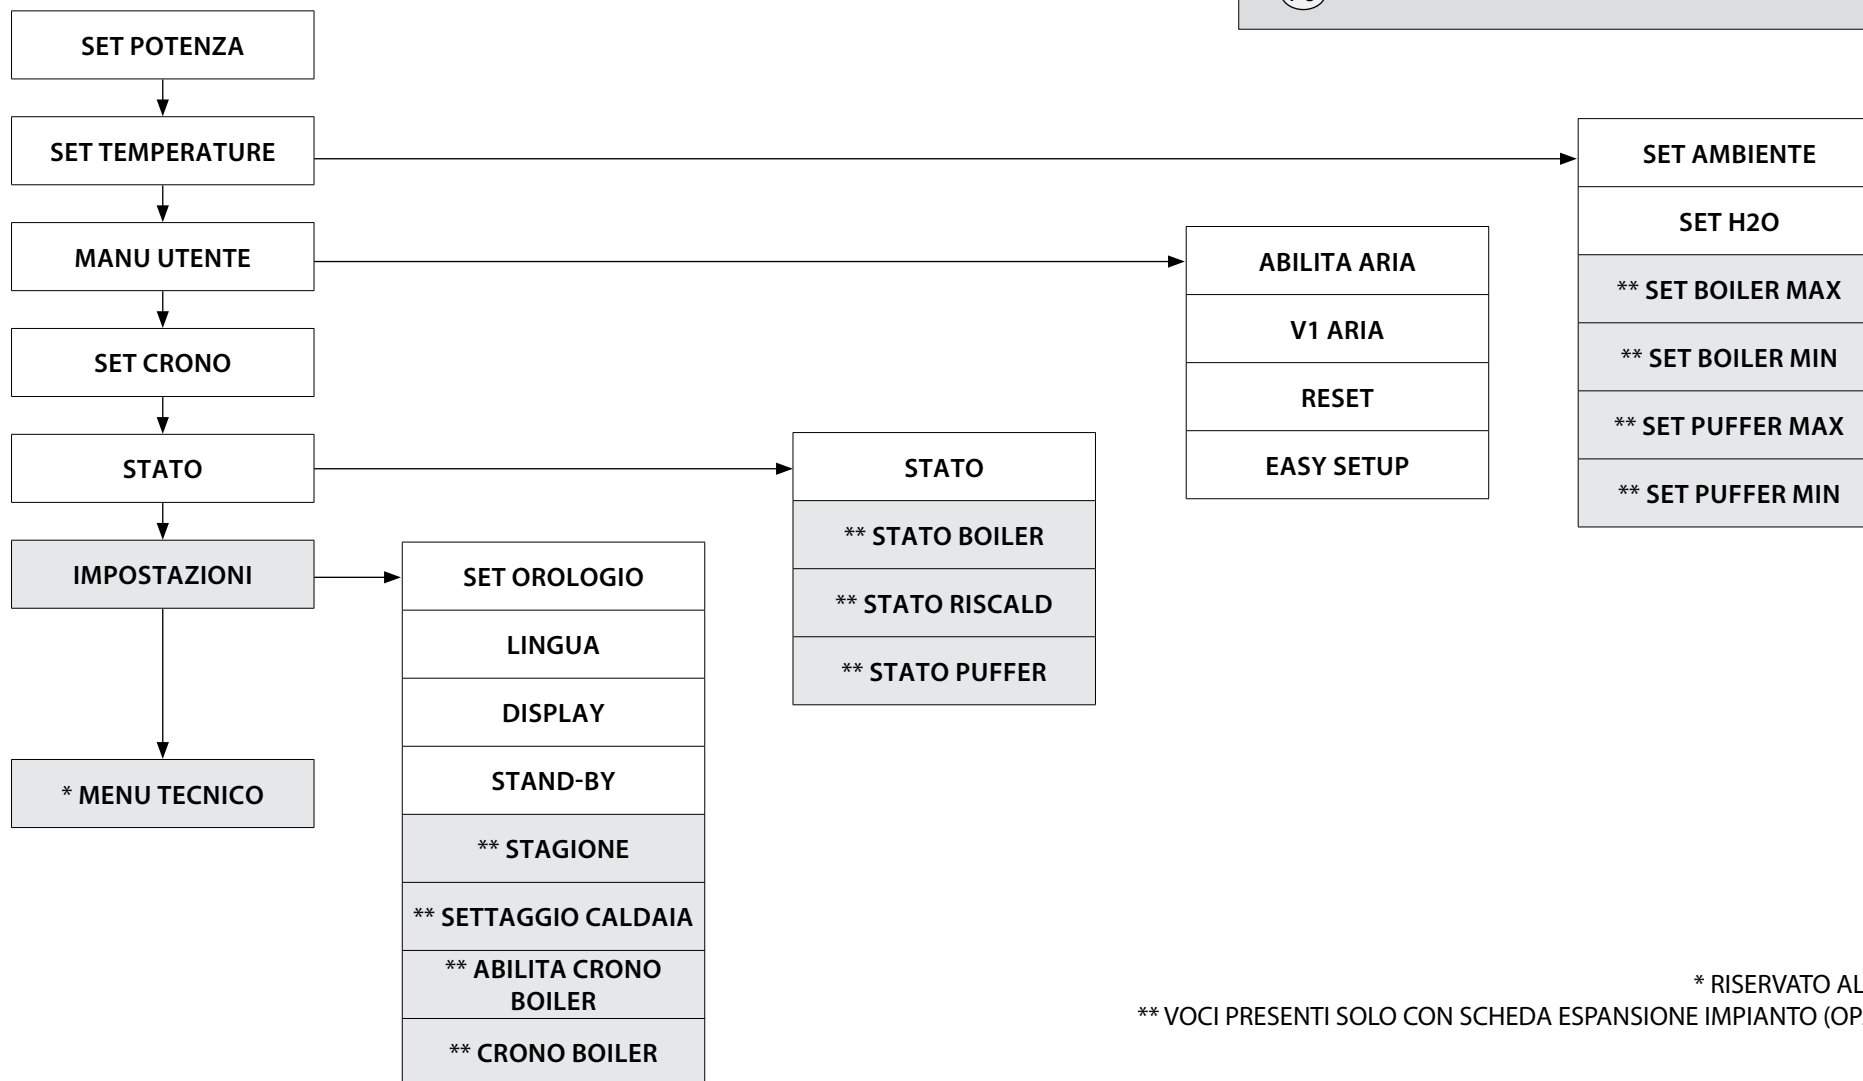 SET POTENZA
SET TEMPERATURE
MANU UTENTE
SET CRONO
STATO
IMPOSTAZIONI
* MENU TECNICO
SET OROLOGIO
LINGUA
DISPLAY
STAND-BY
** STAGIONE
** SETTAGGIO CALDAIA
** ABILITA CRONO
BOILER
** CRONO BOILER
STATO
** STATO BOILER
** STATO RISCALD
** STATO PUFFER
ABILITA ARIA
V1 ARIA
RESET
EASY SETUP
SET AMBIENTE
SET H2O
** SET BOILER MAX
** SET BOILER MIN
** SET PUFFER MAX
** SET PUFFER MIN
* RISERVATO AL
** VOCI PRESENTI SOLO CON SCHEDA ESPANSIONE IMPIANTO (OP